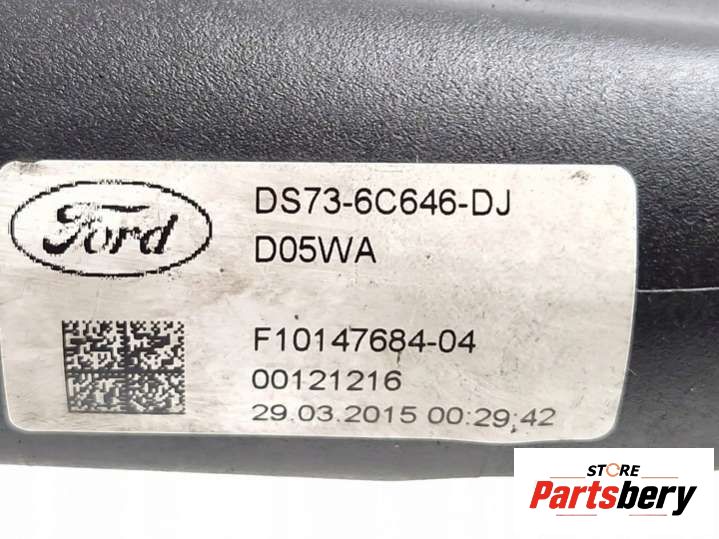 Ford
DS73-6C646-DJ
D05WA
F10147684-04
00121216
29.03.2015 00:29:42
STORE
Partsbery